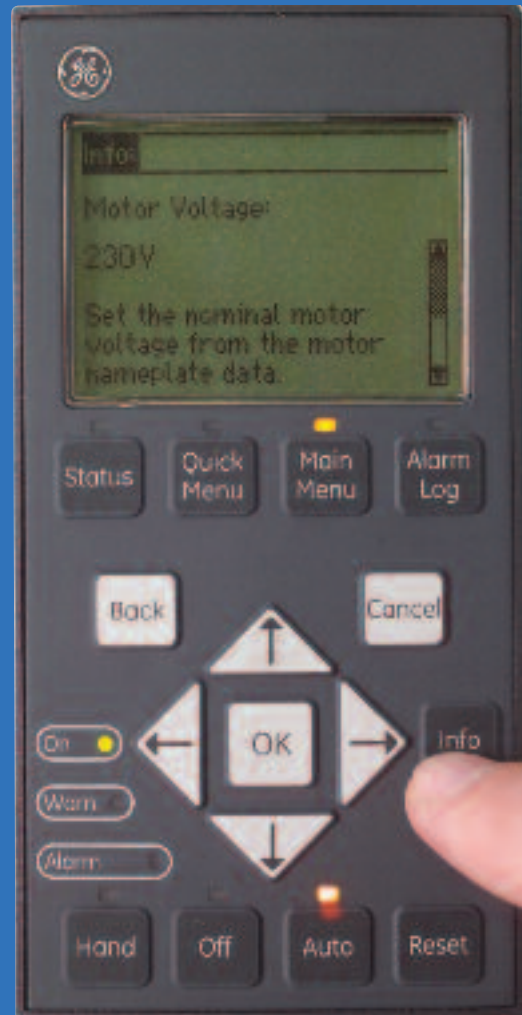 GE
Info:
Motor Voltage:
230V
Set the nominal motor
voltage from the motor
nameplate data.
Status
Quick
Menu
Main
Menu
Alarm
Log
Back
Cancel
On
OK
Info
Warn
Alarm
Hand
Off
Auto
Reset